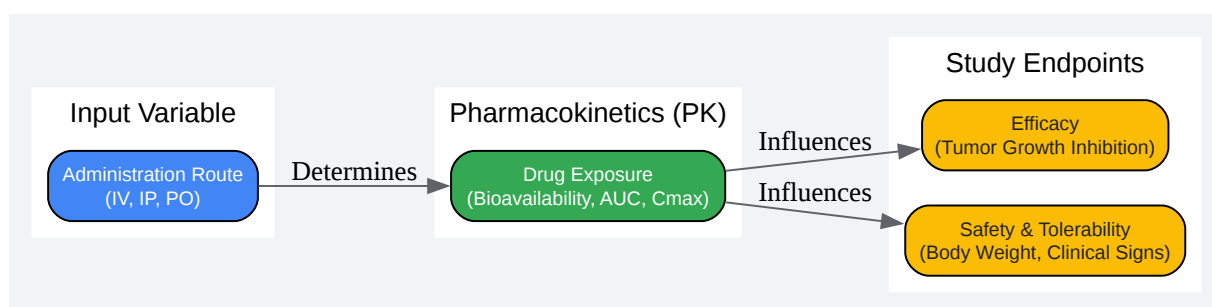 Input Variable
Administration Route
(IV, IP, PO)
Determines
Pharmacokinetics (PK)
Drug Exposure
(Bioavailability, AUC, Cmax)
Influences
Influences
Study Endpoints
Efficacy
(Tumor Growth Inhibition)
Safety & Tolerability
(Body Weight, Clinical Signs)